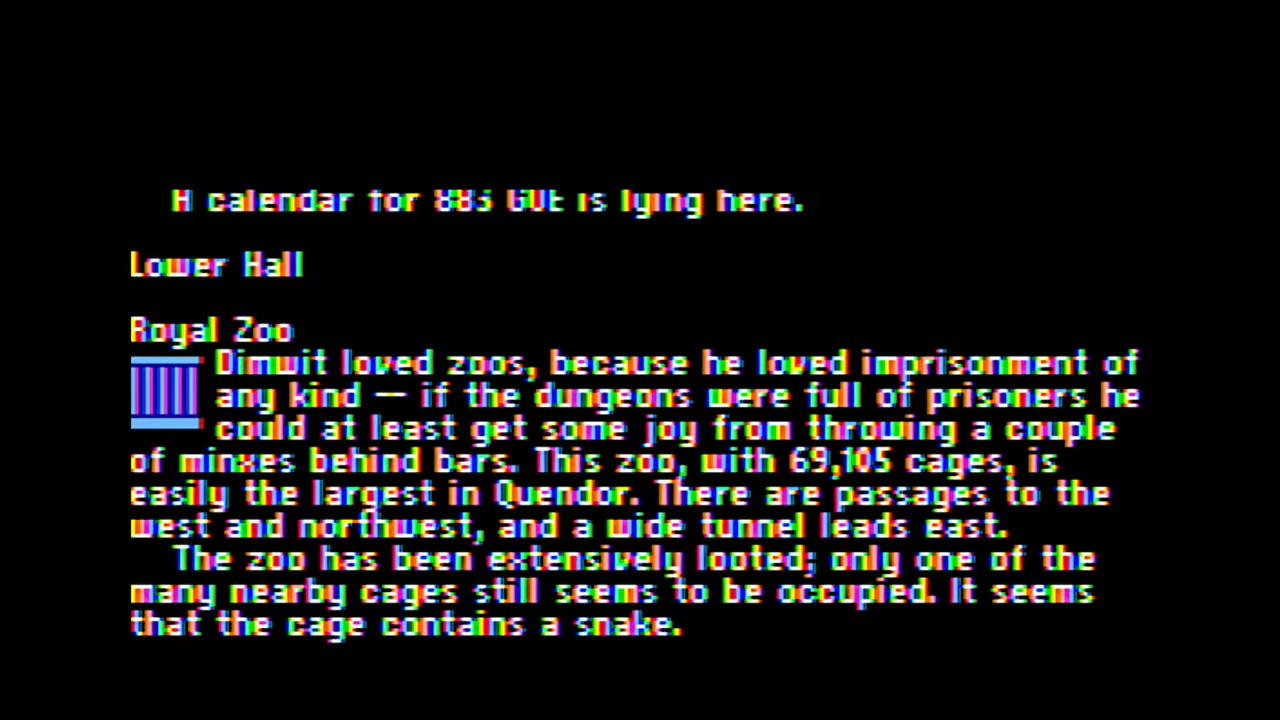 A calendar for 883 GUE is lying here.
Lower Hall
Royal Zoo
Dimwit loved zoos, because he loved imprisonment of
any kind — if the dungeons were full of prisoners he
could at least get some joy from throwing a couple
of minxes behind bars. This zoo, with 69,105 cages, is
easily the largest in Quendor. There are passages to the
west and northwest, and a wide tunnel leads east.
The zoo has been extensively looted; only one of the
many nearby cages still seems to be occupied. It seems
that the cage contains a snake.